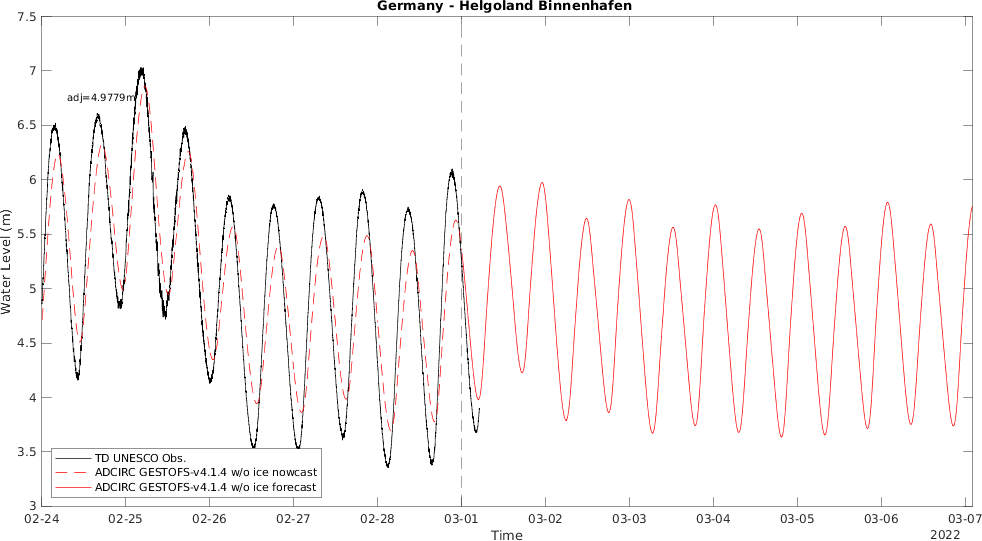 Germany - Helgoland Binnenhafen
7.5
7
6.5
6
5.5
5
4.5
4
3.5
3
Water Level (m)
adj=4.9779m
TD UNESCO Obs.
ADCIRC GESTOFS-v4.1.4 w/o ice nowcast
ADCIRC GESTOFS-v4.1.4 w/o ice forecast
02-24 02-25 02-26 02-27 02-28 03-01 03-02 03-03 03-04 03-05 03-06 03-07
Time
2022